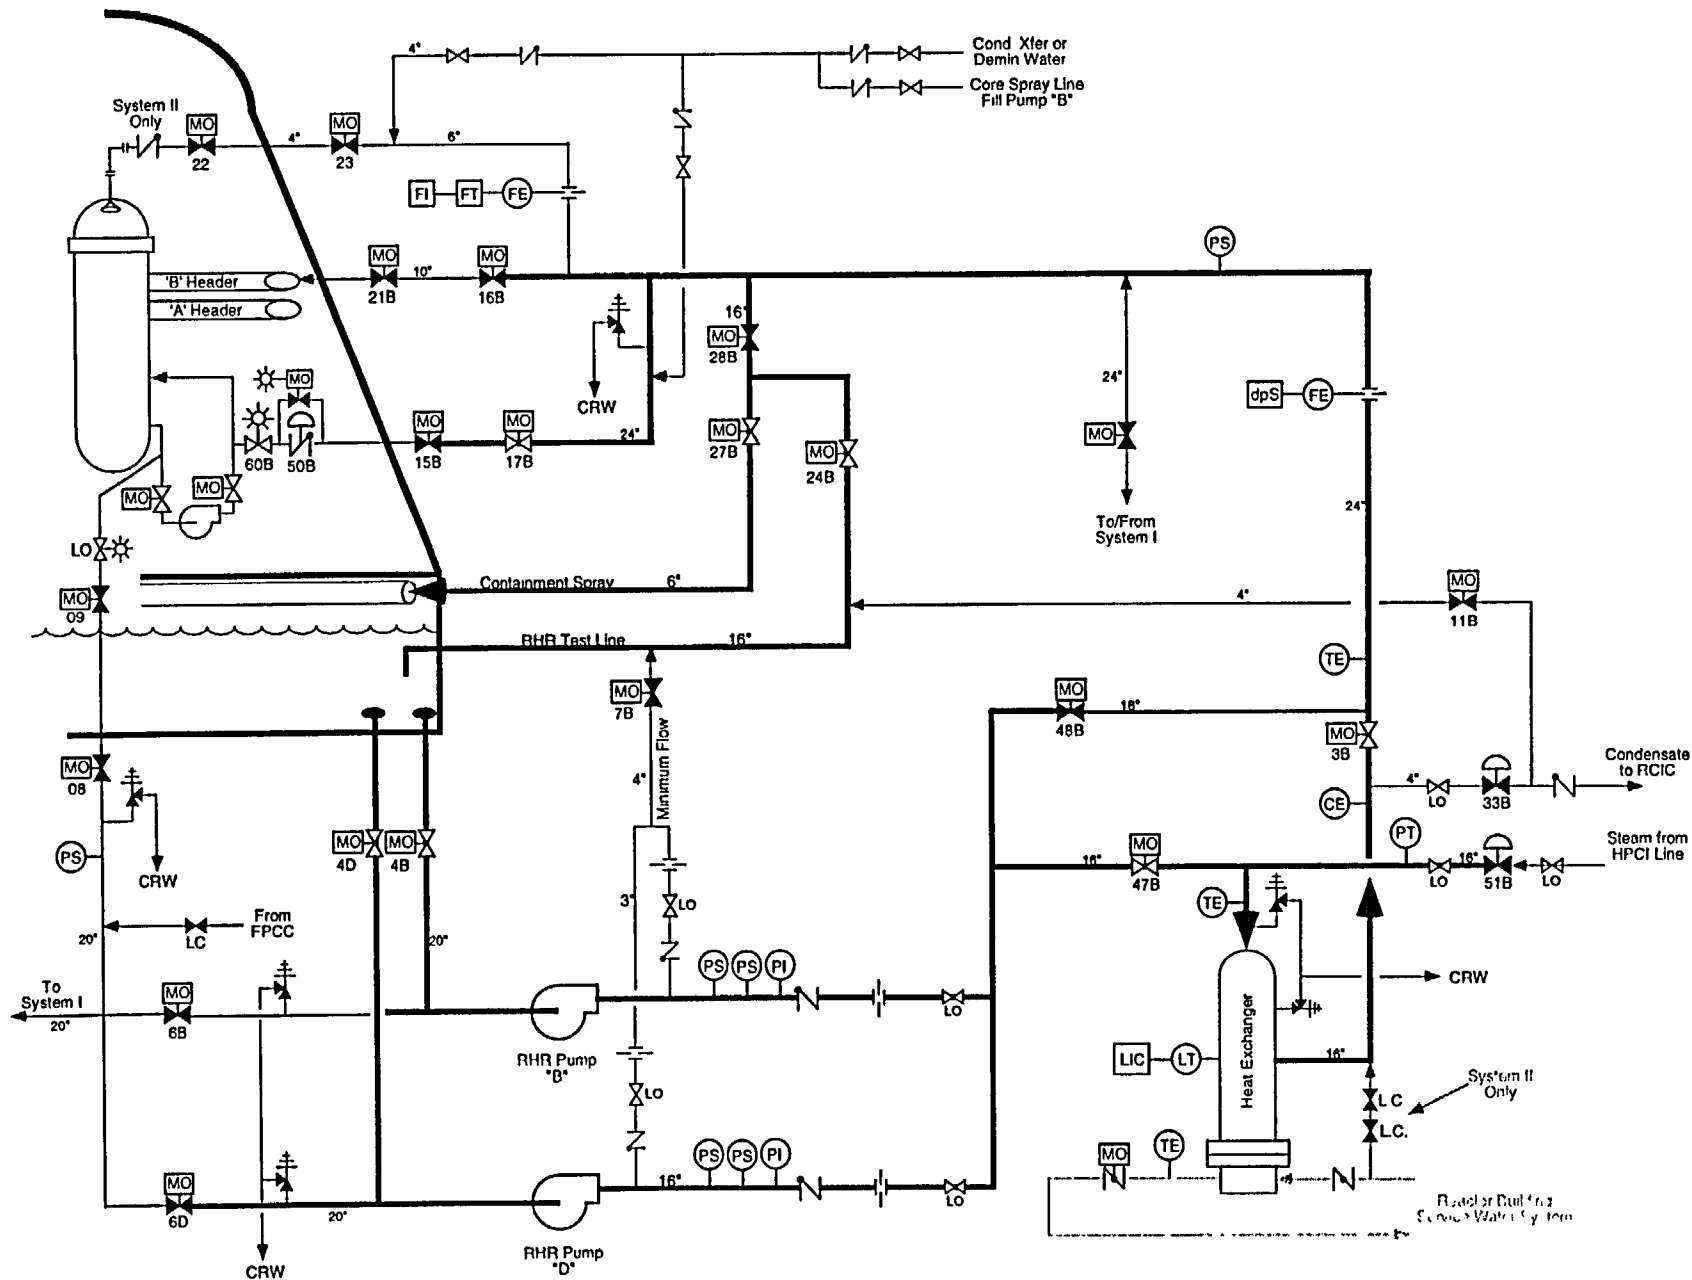 4"
Cond Xfer or
Demin Water
Core Spray Line
Fill Pump "B"
System II
Only
MO
22
4"
MO
23
6"
FI
FT
FE
PS
'B' Header
'A' Header
MO
21B
10"
MO
16B
CRW
16"
MO
28B
24"
MO
To/From
System I
dpS
FE
24"
MO
60B
50B
MO
15B
MO
17B
24"
MO
27B
MO
24B
MO
MO
LO
MO
09
Containment Spray
6"
4"
MO
11B
RHR Test Line
16"
TE
MO
7B
Minimum Flow
4"
MO
48B
18"
MO
3B
Condensate
to RCIC
4"
LO
33B
CE
MO
08
CRW
PS
MO
4D
MO
4B
16"
MO
47B
PT
LO
16"
51B
LO
Steam from
HPCI Line
TE
3"
LO
From
FPCC
LC
20"
20"
PS
PS
PI
LO
CRW
To
System I
20"
MO
6B
RHR Pump
"B"
LIC
LT
Heat Exchanger
16"
System II
Only
LO
LC
L.C.
MO
6D
20"
16"
PS
PS
PI
LO
MO
TE
RHR Pump
"D"
CRW
Reactor Building
Service Water System